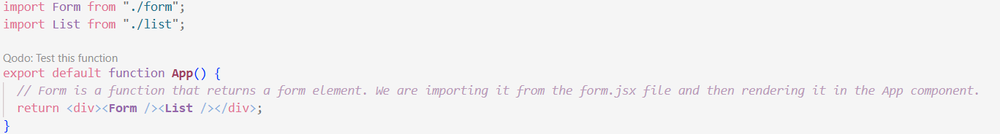 import Form from "./form";
import List from "./list";
Qodo: Test this function
export default function App() {
// Form is a function that returns a form element. We are importing it from the form.jsx file and then rendering it in the App component.
return <div><Form /><List /></div>;
}